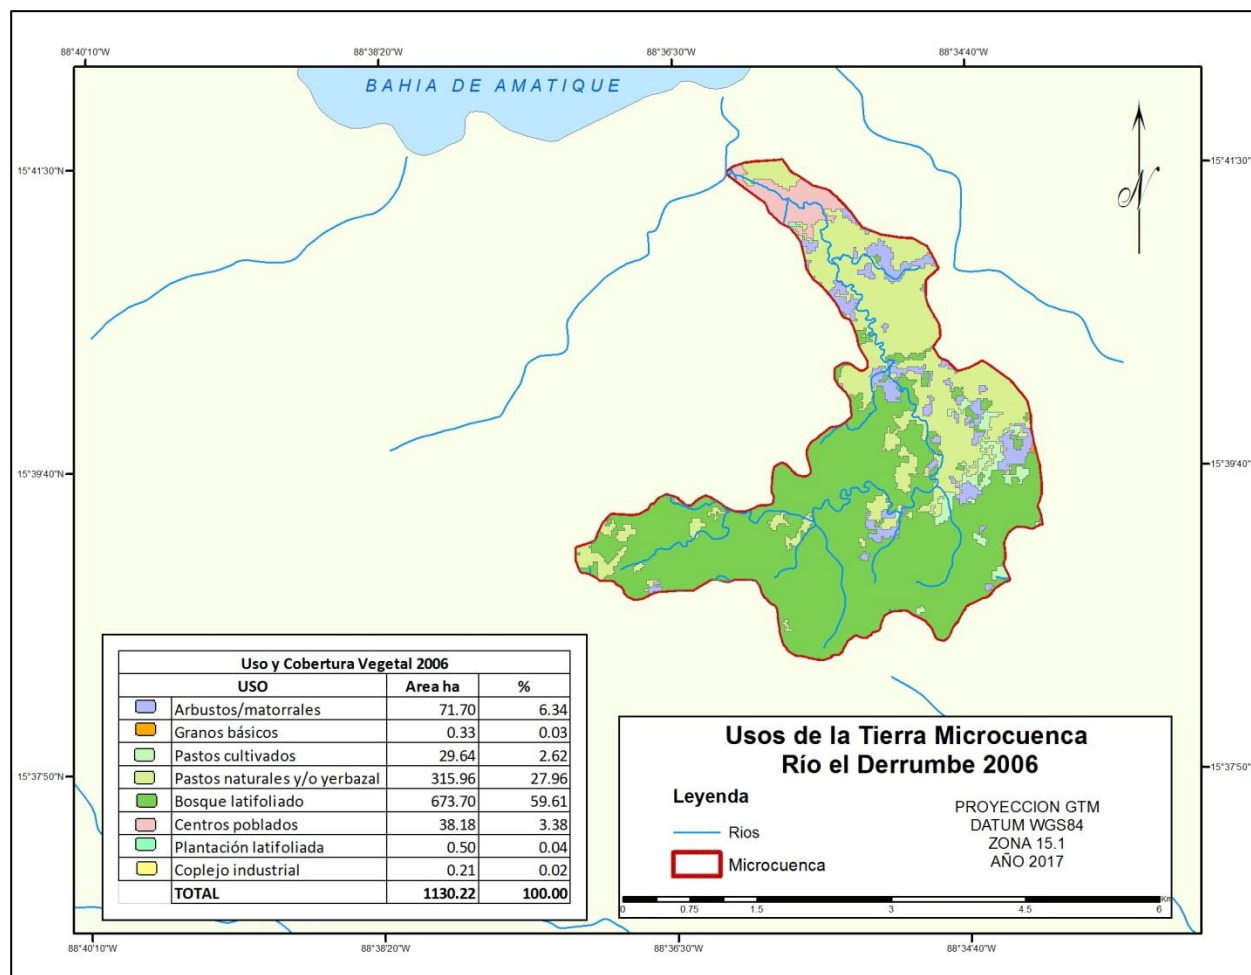 88°40'10"W 88°38'20"W 88°36'30"W 88°34'40"W
BAHIA DE AMATIQUE
15°41'30"N 15°41'30"N
N
15°39'40"N 15°39'40"N
Uso y Cobertura Vegetal 2006
USO Area ha %
Arbustos/matorrales 71.70 6.34
Granos básicos 0.33 0.03
Pastos cultivados 29.64 2.62
Pastos naturales y/o yerbazal 315.96 27.96
Bosque latifoliado 673.70 59.61
Centros poblados 38.18 3.38
Plantación latifoliada 0.50 0.04
Coplejo industrial 0.21 0.02
TOTAL 1130.22 100.00
Usos de la Tierra Microcuenca
Río el Derrumbe 2006
Leyenda
Rios
Microcuenca
PROYECCION GTM
DATUM WGS84
ZONA 15.1
AÑO 2017
0 0.75 1.5 3 4.5 6 Km
15°37'50"N 15°37'50"N
88°40'10"W 88°38'20"W 88°36'30"W 88°34'40"W